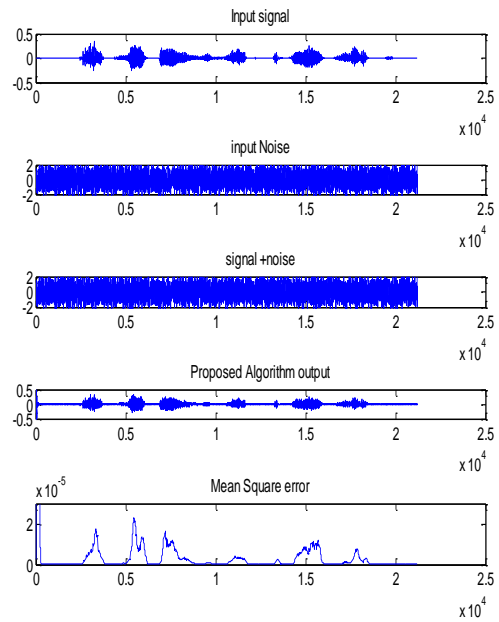 Input signal
0.5
0
-0.5
0 0.5 1 1.5 2 2.5
x 10^4
input Noise
2
0
-2
0 0.5 1 1.5 2 2.5
x 10^4
signal +noise
2
0
-2
0 0.5 1 1.5 2 2.5
x 10^4
Proposed Algorithm output
0.5
0
-0.5
0 0.5 1 1.5 2 2.5
x 10^4
x 10^-5
Mean Square error
2
0
0 0.5 1 1.5 2 2.5
x 10^4